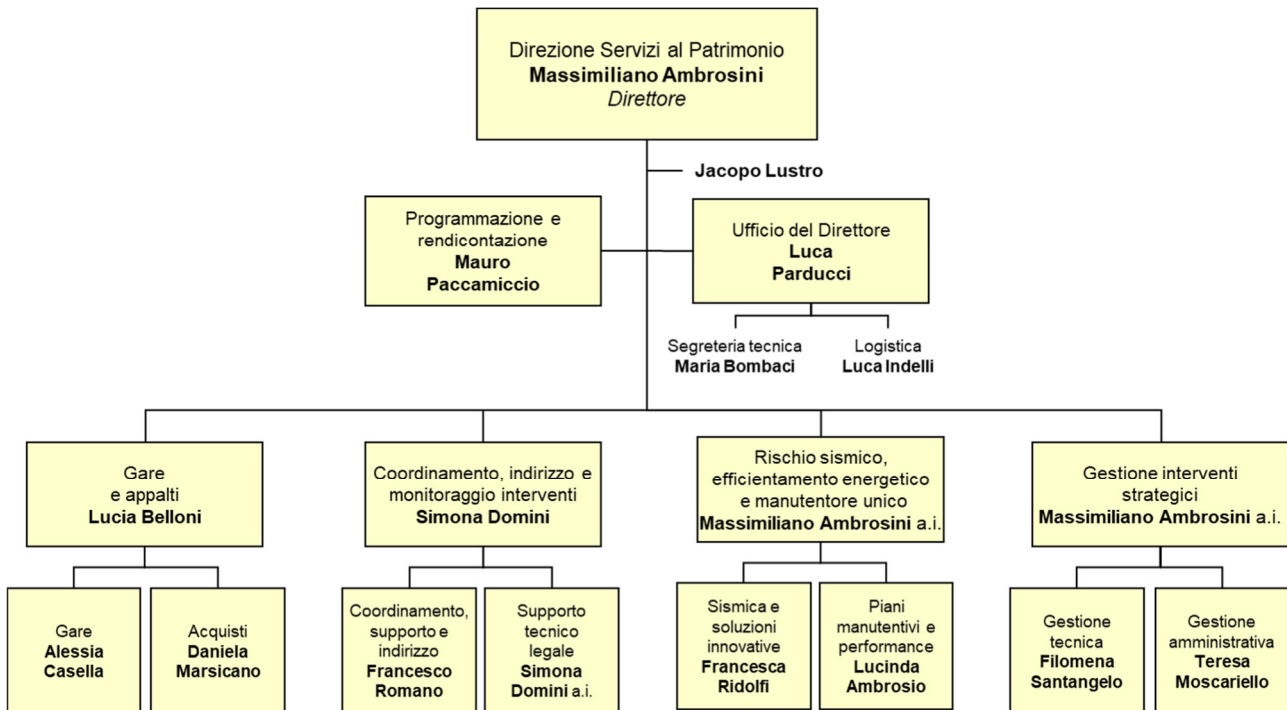 Direzione Servizi al Patrimonio
Massimiliano Ambrosini
Direttore
Jacopo Lustro
Programmazione e
rendicontazione
Mauro
Paccamiccio
Ufficio del Direttore
Luca
Parducci
Segreteria tecnica
Maria Bombaci
Logistica
Luca Indelli
Gare
e appalti
Lucia Belloni
Coordinamento, indirizzo e
monitoraggio interventi
Simona Domini
Rischio sismico,
efficientamento energetico
e manutentore unico
Massimiliano Ambrosini a.i.
Gestione interventi
strategici
Massimiliano Ambrosini a.i.
Gare
Alessia
Casella
Acquisti
Daniela
Marsicano
Coordinamento,
supporto e
indirizzo
Francesco
Romano
Supporto
tecnico
legale
Simona
Domini a.i.
Sismica e
soluzioni
innovative
Francesca
Ridolfi
Piani
manutentivi e
performance
Lucinda
Ambrosio
Gestione
tecnica
Filomena
Santangelo
Gestione
amministrativa
Teresa
Moscariello